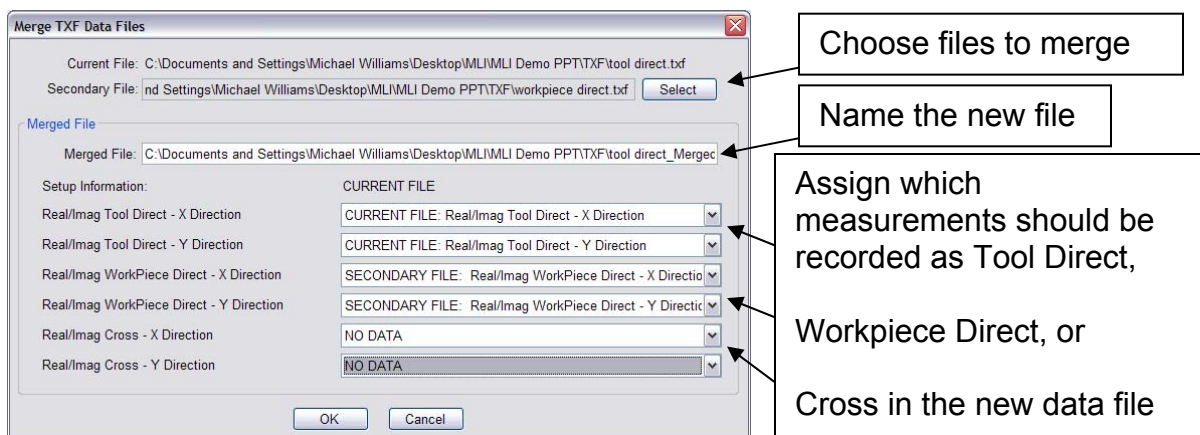 Merge TXF Data Files
Current File: C:\Documents and Settings\Michael Williams\Desktop\MLI\MLI Demo PPT\TXF\tool direct.txf
Secondary File: nd Settings\Michael Williams\Desktop\MLI\MLI Demo PPT\TXF\workpiece direct.txf Select
Merged File
Merged File: C:\Documents and Settings\Michael Williams\Desktop\MLI\MLI Demo PPT\TXF\tool direct_Merged
Setup Information: CURRENT FILE
Real/Imag Tool Direct - X Direction CURRENT FILE: Real/Imag Tool Direct - X Direction
Real/Imag Tool Direct - Y Direction CURRENT FILE: Real/Imag Tool Direct - Y Direction
Real/Imag WorkPiece Direct - X Direction SECONDARY FILE: Real/Imag WorkPiece Direct - X Directio
Real/Imag WorkPiece Direct - Y Direction SECONDARY FILE: Real/Imag WorkPiece Direct - Y Directic
Real/Imag Cross - X Direction NO DATA
Real/Imag Cross - Y Direction NO DATA
OK Cancel
Choose files to merge
Name the new file
Assign which
measurements should be
recorded as Tool Direct,
Workpiece Direct, or
Cross in the new data file